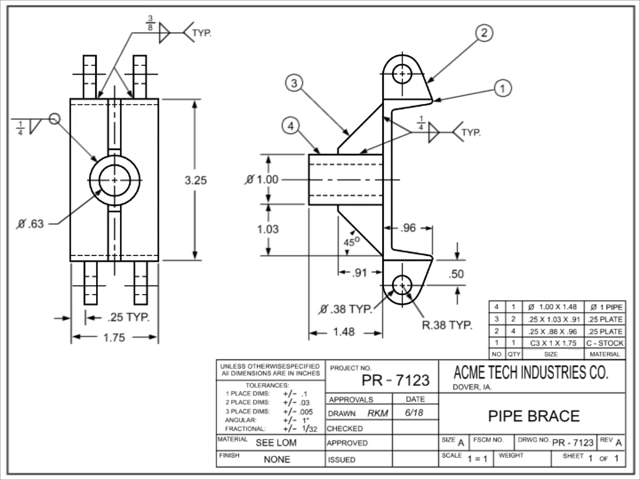 3/8 TYP.
2
3
1
1/4
1/4 TYP.
4
Ø 1.00
3.25
Ø .63
1.03
.96
45°
.91
.50
.25 TYP.
Ø .38 TYP.
1.48
R.38 TYP.
1.75
4 1 Ø 1.00 X 1.48 Ø 1 PIPE
3 2 .25 X 1.03 X .91 .25 PLATE
2 4 .25 X .88 X .96 .25 PLATE
1 1 C3 X 1 X 1.75 C - STOCK
NO. QTY SIZE MATERIAL
UNLESS OTHERWISESPECIFIED
All DIMENSIONS ARE IN INCHES
TOLERANCES:
1 PLACE DIMS: +/- .1
2 PLACE DIMS: +/- .03
3 PLACE DIMS: +/- .005
ANGULAR: +/- 1°
FRACTIONAL: +/- 1/32
MATERIAL SEE LOM
FINISH NONE
PROJECT NO.
PR - 7123
APPROVALS DATE
DRAWN RKM 6/18
CHECKED
APPROVED
ISSUED
ACME TECH INDUSTRIES CO.
DOVER, IA.
PIPE BRACE
SIZE A FSCM NO. DRWG NO. PR - 7123 REV A
SCALE 1 = 1 WEIGHT SHEET 1 OF 1